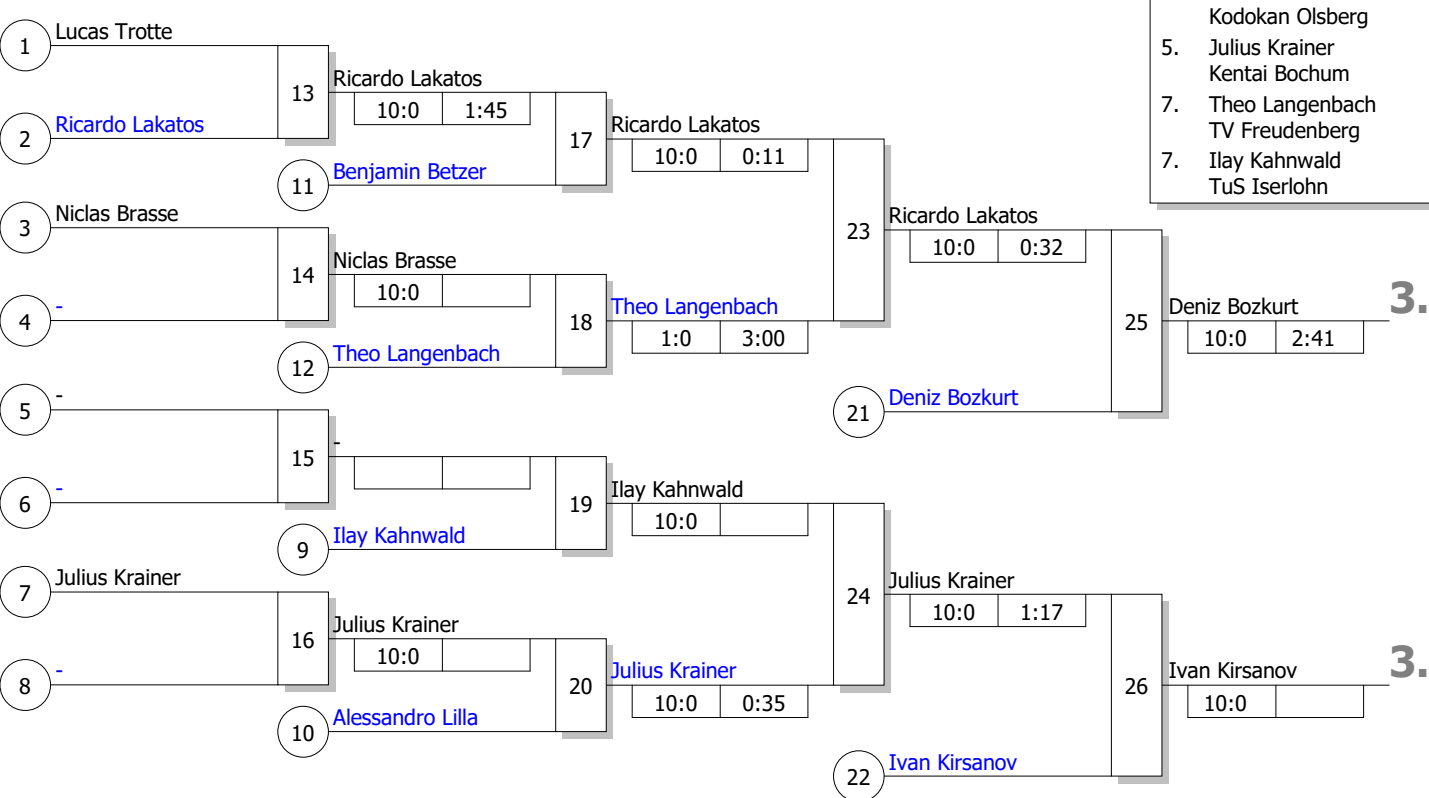 Kodokan Olsberg
5. Julius Krainer
Kentai Bochum
7. Theo Langenbach
TV Freudenberg
7. Ilay Kahnwald
TuS Iserlohn
1 Lucas Trotte
13 Ricardo Lakatos
10:0 1:45
2 Ricardo Lakatos
17 Ricardo Lakatos
10:0 0:11
11 Benjamin Betzer
3 Niclas Brasse
23 Ricardo Lakatos
10:0 0:32
14 Niclas Brasse
10:0
4 -
18 Theo Langenbach
1:0 3:00
12 Theo Langenbach
25 Deniz Bozkurt 3.
10:0 2:41
5 -
21 Deniz Bozkurt
15 -
6 -
19 Ilay Kahnwald
10:0
9 Ilay Kahnwald
7 Julius Krainer
24 Julius Krainer
10:0 1:17
16 Julius Krainer
10:0
8 -
20 Julius Krainer
10:0 0:35
10 Alessandro Lilla
26 Ivan Kirsanov 3.
10:0
22 Ivan Kirsanov